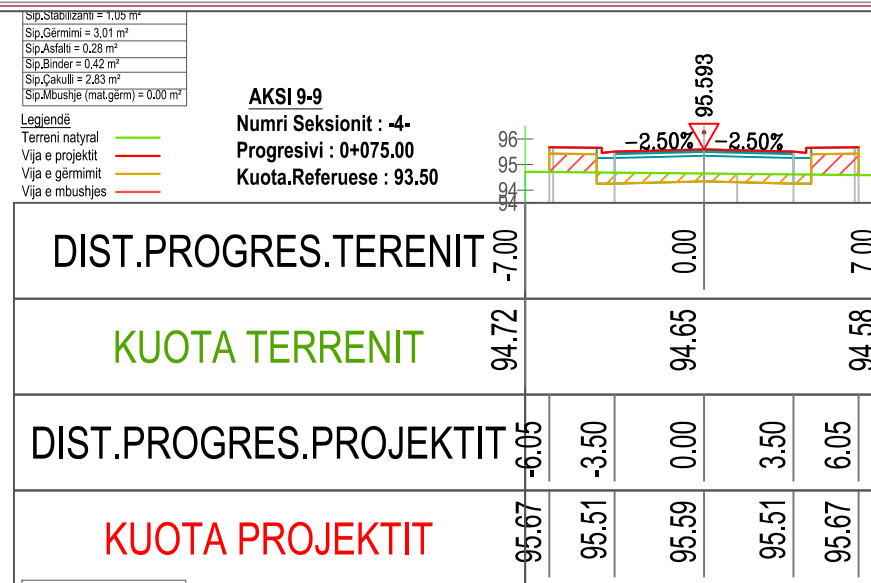 Sip.Stabilizanti = 1.05 m²
Sip.Gërmimi = 3.01 m²
Sip.Asfalti = 0.28 m²
Sip.Binder = 0.42 m²
Sip.Çakulli = 2.83 m²
Sip.Mbushje (mat.gërm) = 0.00 m²
Legjendë
Terreni natyral
Vija e projektit
Vija e gërmimit
Vija e mbushjes
AKSI 9-9
Numri Seksionit : -4-
Progresivi : 0+075.00
Kuota.Referuese : 93.50
95.593
-2.50% -2.50%
96
95
94
94
DIST.PROGRES.TERENIT -7.00 0.00 7.00
KUOTA TERRENIT 94.72 94.65 94.58
DIST.PROGRES.PROJEKTIT -6.05 -3.50 0.00 3.50 6.05
KUOTA PROJEKTIT 95.67 95.51 95.59 95.51 95.67